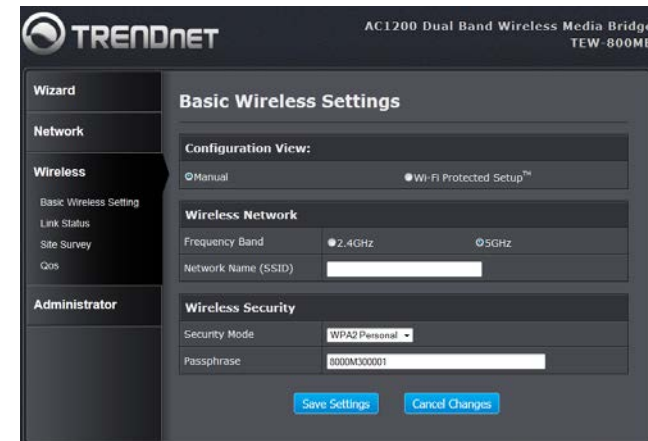 TRENDNET
AC1200 Dual Band Wireless Media Bridge
TEW-800MB
Wizard
Network
Wireless
Basic Wireless Setting
Link Status
Site Survey
Qos
Administrator
Basic Wireless Settings
Configuration View:
Manual Wi-Fi Protected Setup™
Wireless Network
Frequency Band 2.4GHz 5GHz
Network Name (SSID)
Wireless Security
Security Mode WPA2 Personal
Passphrase 8000M300001
Save Settings Cancel Changes